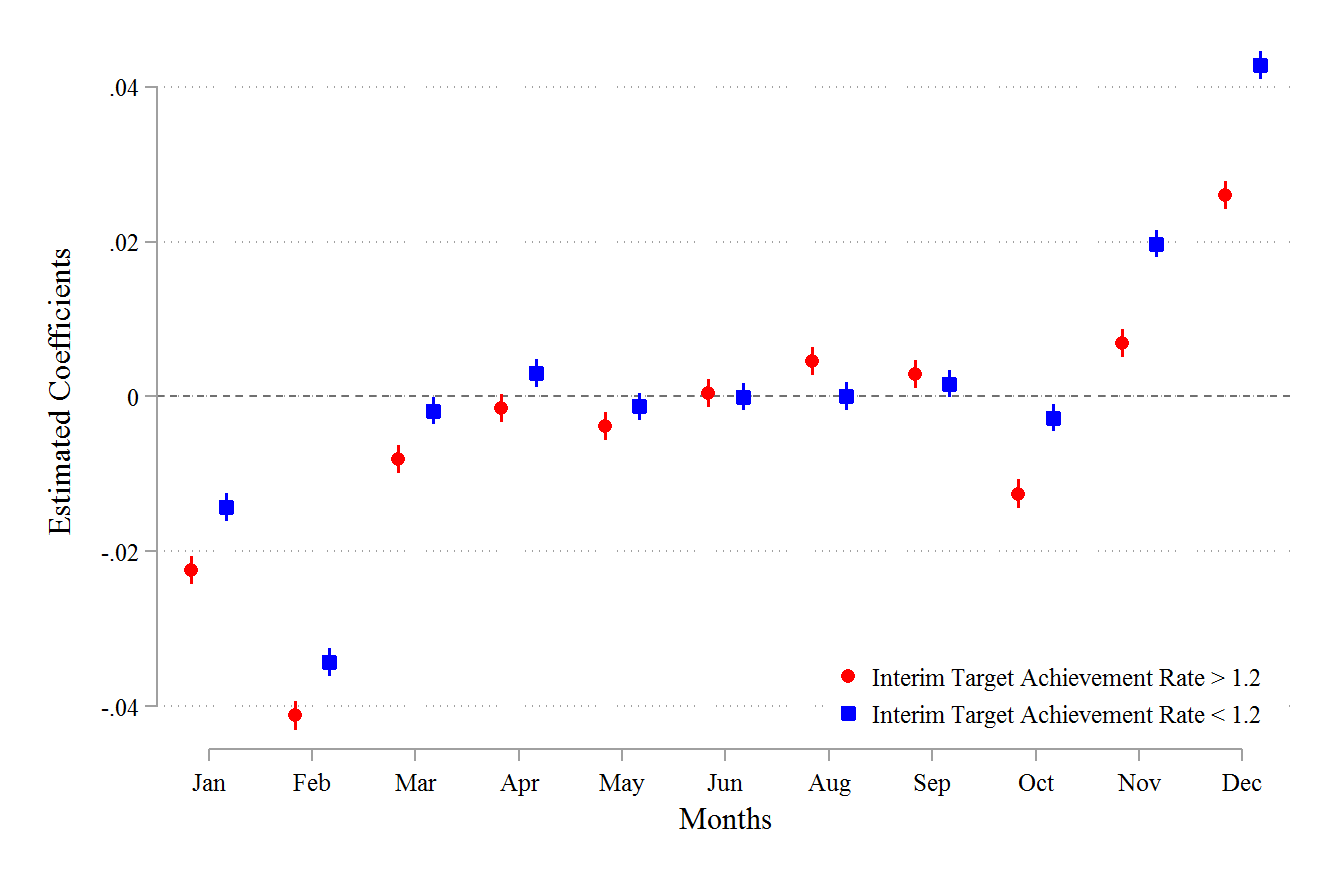 .04
.02
0
-.02
-.04
Estimated Coefficients
Interim Target Achievement Rate > 1.2
Interim Target Achievement Rate < 1.2
Jan Feb Mar Apr May Jun Aug Sep Oct Nov Dec
Months